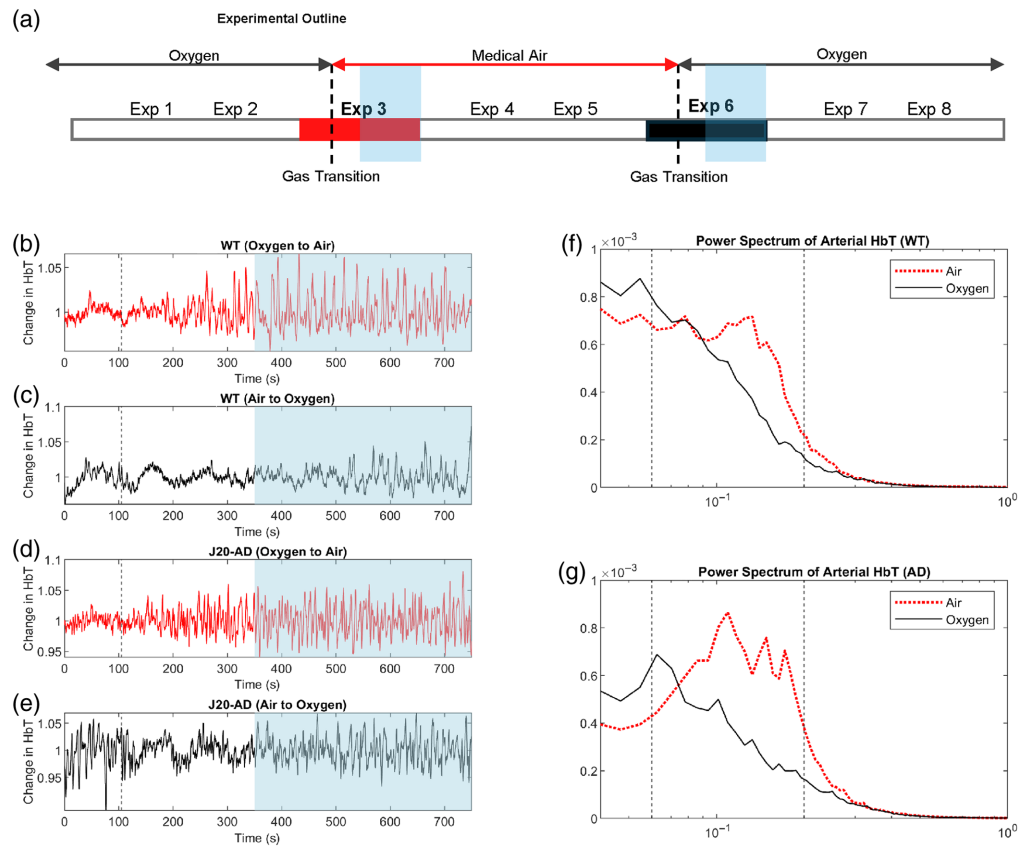 (a)
Experimental Outline
Oxygen Medical Air Oxygen
Exp 1 Exp 2 Exp 3 Exp 4 Exp 5 Exp 6 Exp 7 Exp 8
Gas Transition Gas Transition
(b)
WT (Oxygen to Air)
Change in HbT
1.05
1
0 100 200 300 400 500 600 700
Time (s)
(c)
WT (Air to Oxygen)
Change in HbT
1.1
1.05
1
0 100 200 300 400 500 600 700
Time (s)
(d)
J20-AD (Oxygen to Air)
Change in HbT
1.1
1.05
1
0.95
0 100 200 300 400 500 600 700
Time (s)
(e)
J20-AD (Air to Oxygen)
Change in HbT
1.05
1
0.95
0 100 200 300 400 500 600 700
Time (s)
(f)
Power Spectrum of Arterial HbT (WT)
×10⁻³
1
0.8
0.6
0.4
0.2
0
10⁻¹ 10⁰
Air
Oxygen
(g)
Power Spectrum of Arterial HbT (AD)
×10⁻³
1
0.8
0.6
0.4
0.2
0
10⁻¹ 10⁰
Air
Oxygen